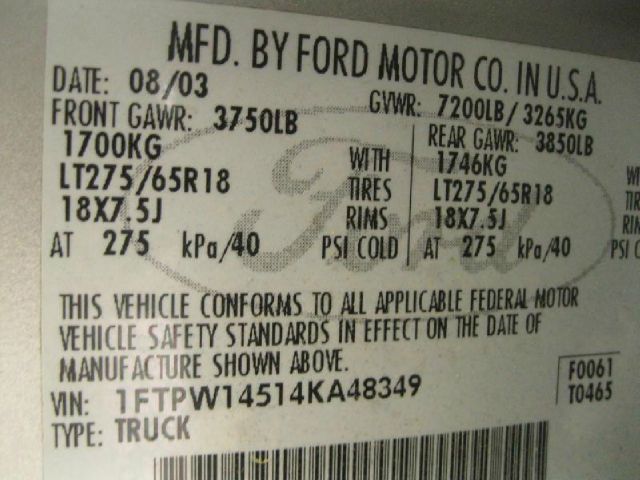 MFD. BY FORD MOTOR CO. IN U.S.A.
DATE: 08/03 GVWR: 7200LB/ 3265KG
FRONT GAWR: 3750LB REAR GAWR: 3850LB
1700KG WITH 1746KG
LT275/65R18 TIRES LT275/65R18
18X7.5J RIMS 18X7.5J
AT 275 kPa/40 PSI COLD AT 275 kPa/40
Ford
THIS VEHICLE CONFORMS TO ALL APPLICABLE FEDERAL MOTOR
VEHICLE SAFETY STANDARDS IN EFFECT ON THE DATE OF
MANUFACTURE SHOWN ABOVE.
F0061
VIN: 1FTPW14514KA48349 T0465
TYPE: TRUCK